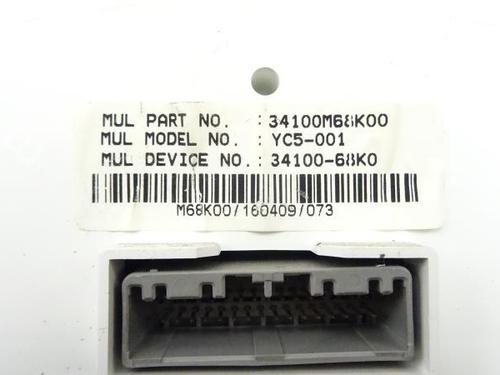 MUL PART NO. : 34100M68K00
MUL MODEL NO. : YC5-001
MUL DEVICE NO. : 34100-68K0
M68K00/160409/073